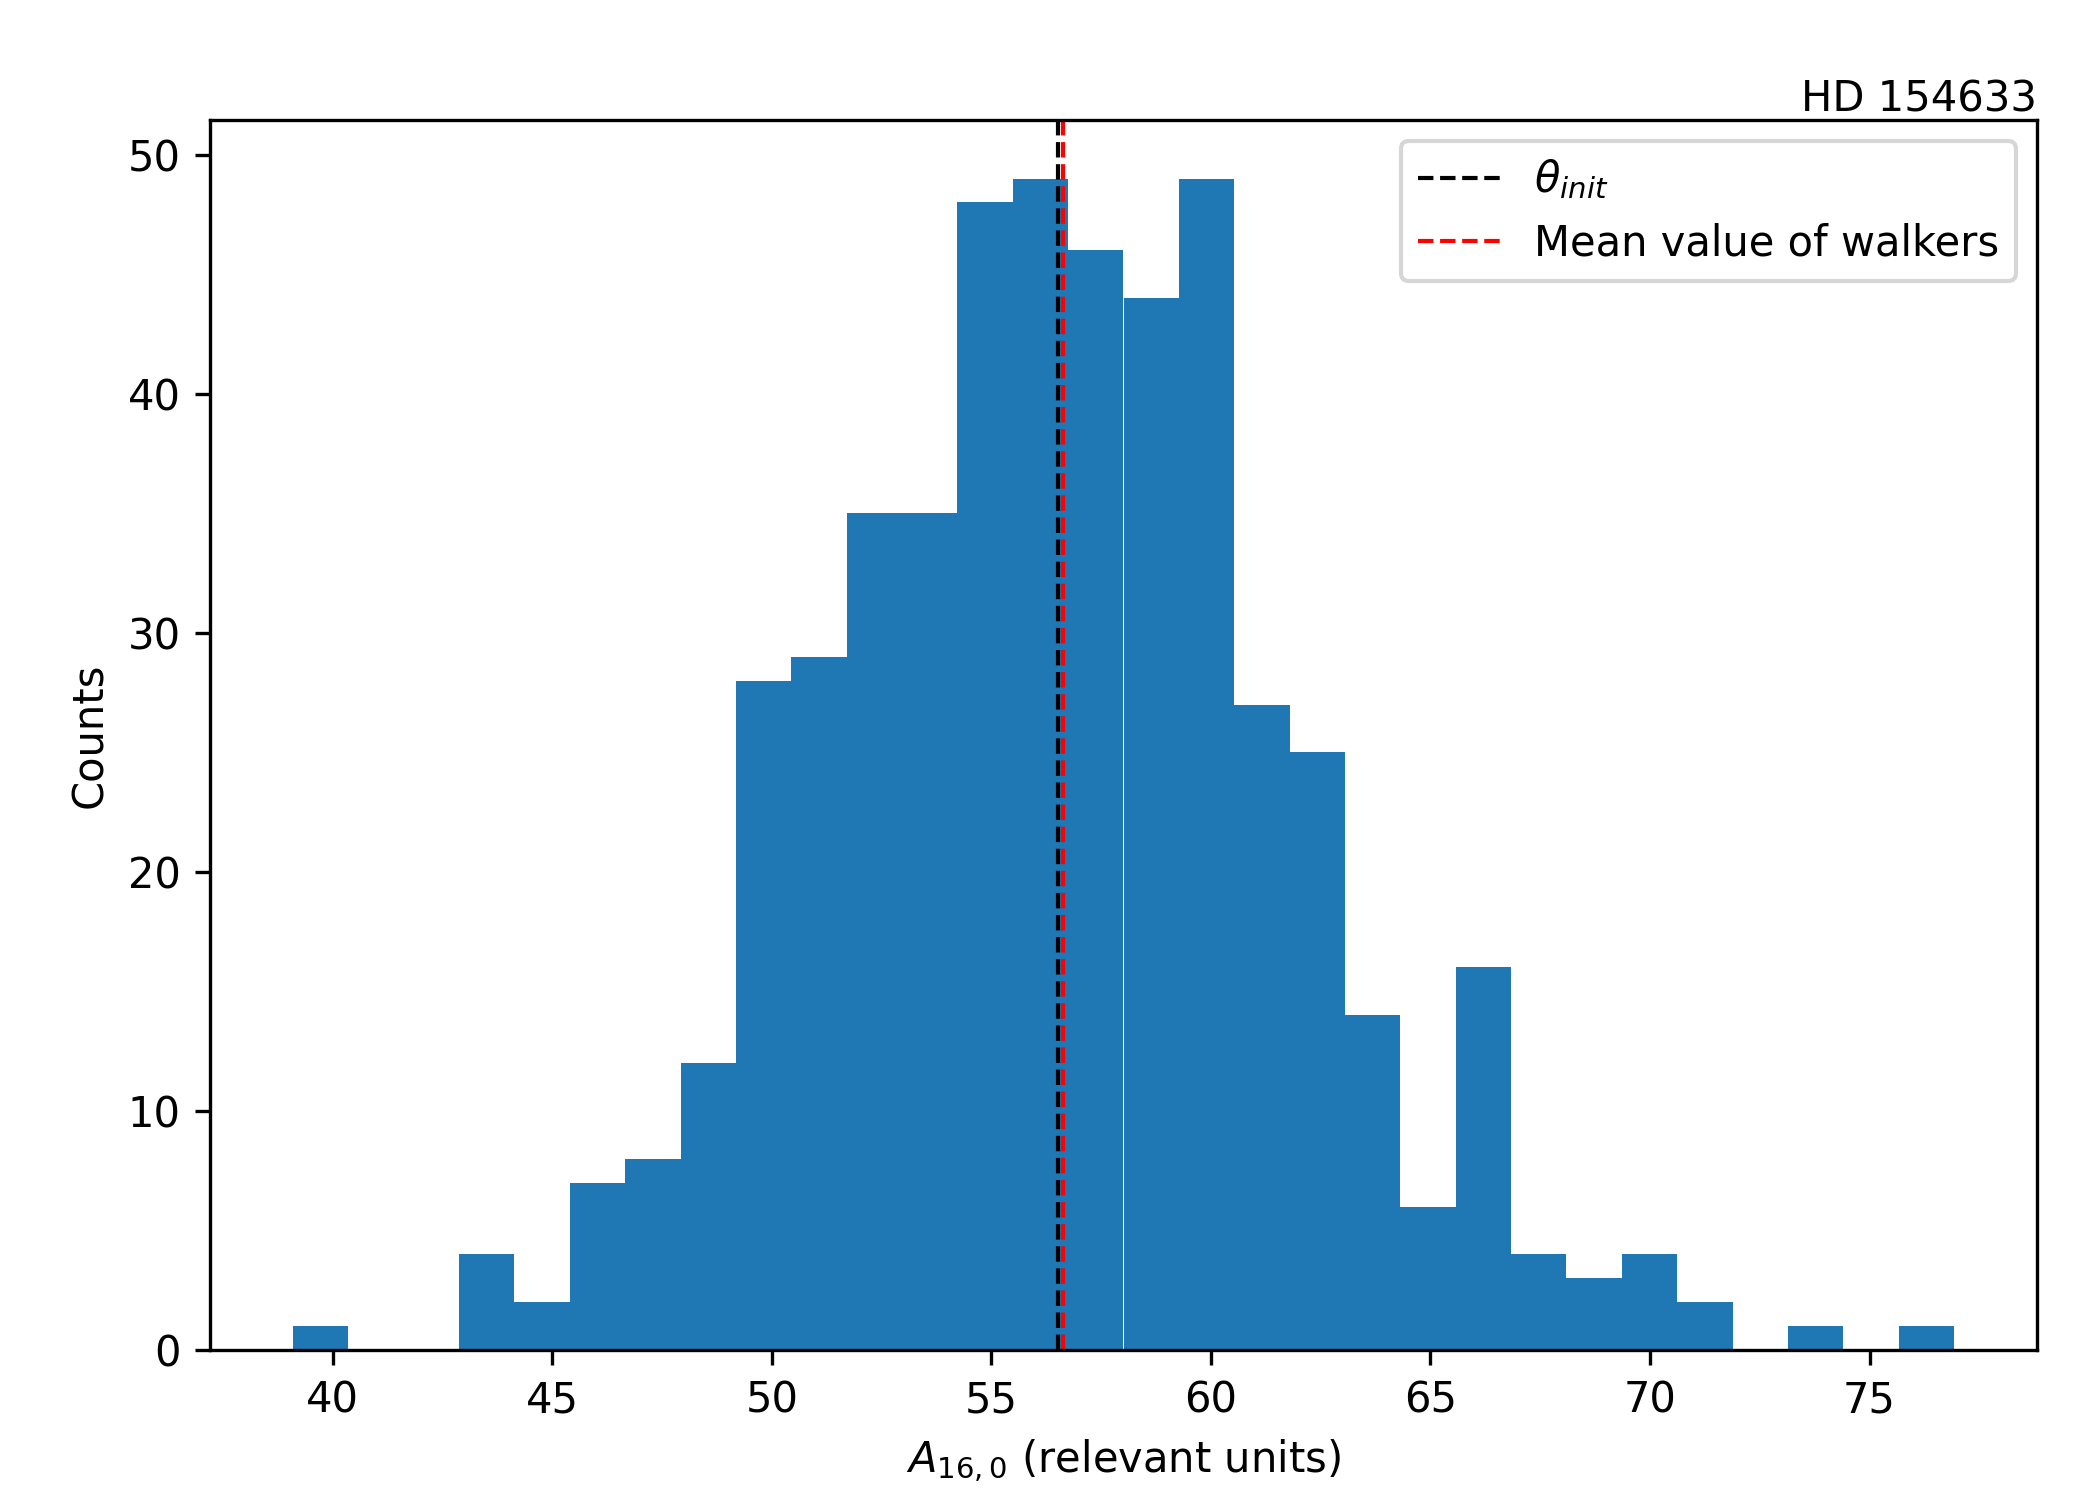 HD 154633
50
40
30
20
10
0
Counts
θinit
Mean value of walkers
40 45 50 55 60 65 70 75
A16,0 (relevant units)